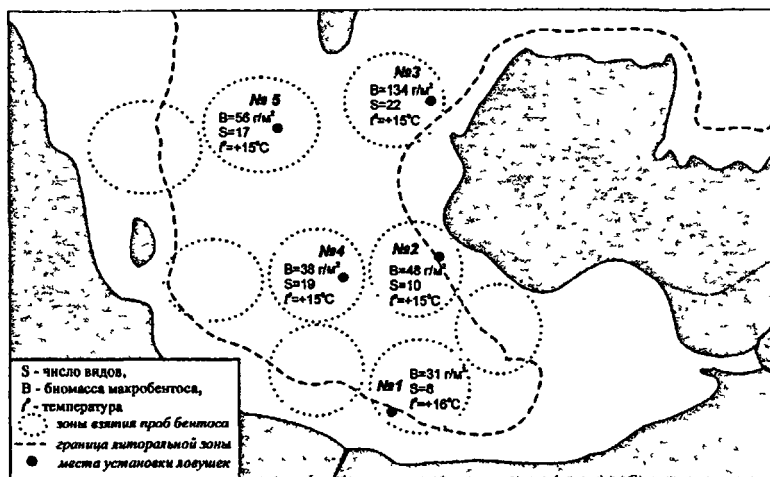 №3
B=134 г/м²
S=22
t°=+15°C
№ 5
B=56 г/м²
S=17
t°=+15°C
№4
B=38 г/м²
S=19
t°=+15°C
№2
B=48 г/м²
S=10
t°=+15°C
№1
B=31 г/м²
S=8
t°=+16°C
S - число видов,
B - биомасса макробентоса,
t° - температура
зоны взятия проб бентоса
граница литоральной зоны
места установки ловушек